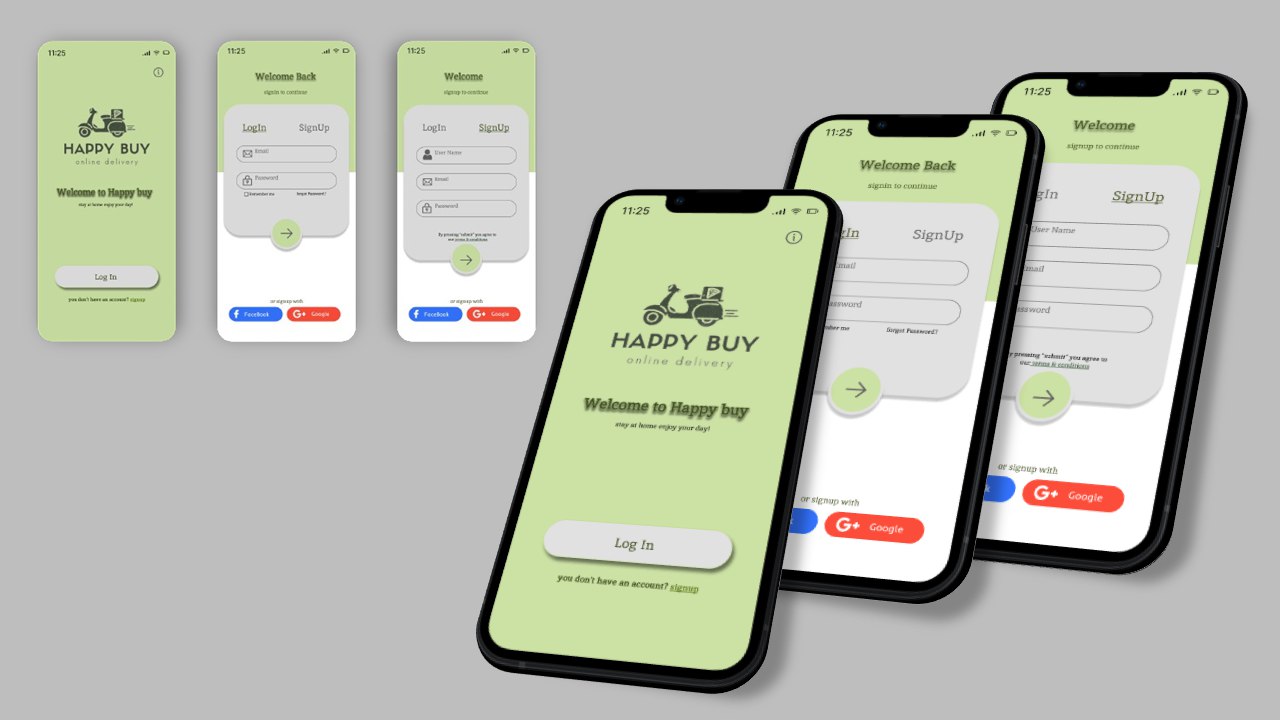 11:25
HAPPY BUY
online delivery
Welcome to Happy buy
stay at home enjoy your day!
Log In
you don't have an account? signup
11:25
Welcome Back
signin to continue
LogIn SignUp
Email
Password
Remember me forgot Password?
or signup with
FaceBook Google
11:25
Welcome
signup to continue
LogIn SignUp
User Name
Email
Password
By pressing "submit" you agree to
our terms & conditions
or signup with
FaceBook Google
11:25
HAPPY BUY
online delivery
Welcome to Happy buy
stay at home enjoy your day!
Log In
you don't have an account? signup
11:25
Welcome Back
signin to continue
gIn SignUp
mail
assword
mber me forgot Password?
or signup with
k G+ Google
11:25
Welcome
signup to continue
gIn SignUp
User Name
mail
assword
y pressing "submit" you agree to
our terms & conditions
or signup with
k G+ Google